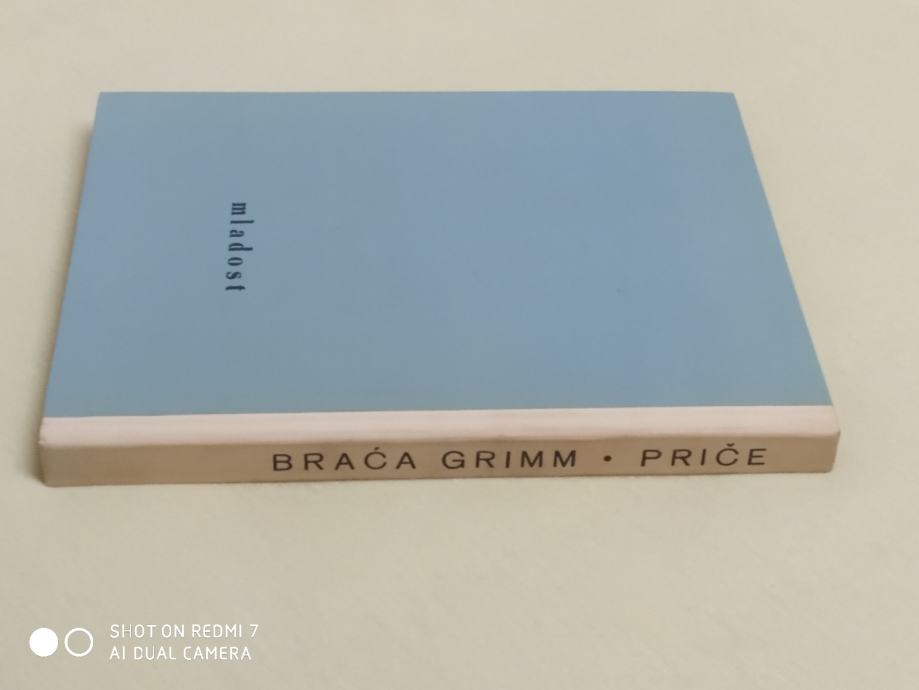 mladost
BRAĆA GRIMM • PRIČE
SHOT ON REDMI 7
AI DUAL CAMERA